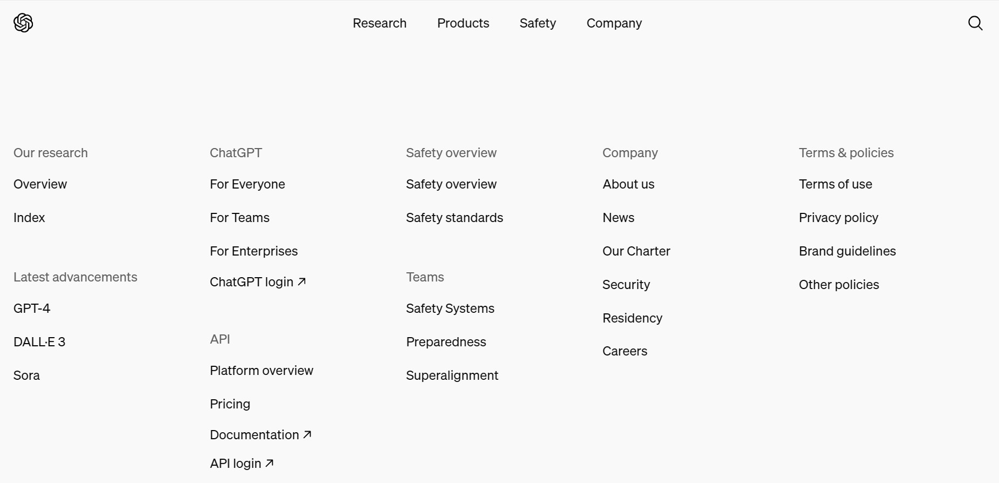 Research
Products
Safety
Company
Our research
Overview
Index
Latest advancements
GPT-4
DALL·E 3
Sora
ChatGPT
For Everyone
For Teams
For Enterprises
ChatGPT login ↗
API
Platform overview
Pricing
Documentation ↗
API login ↗
Safety overview
Safety overview
Safety standards
Teams
Safety Systems
Preparedness
Superalignment
Company
About us
News
Our Charter
Security
Residency
Careers
Terms & policies
Terms of use
Privacy policy
Brand guidelines
Other policies